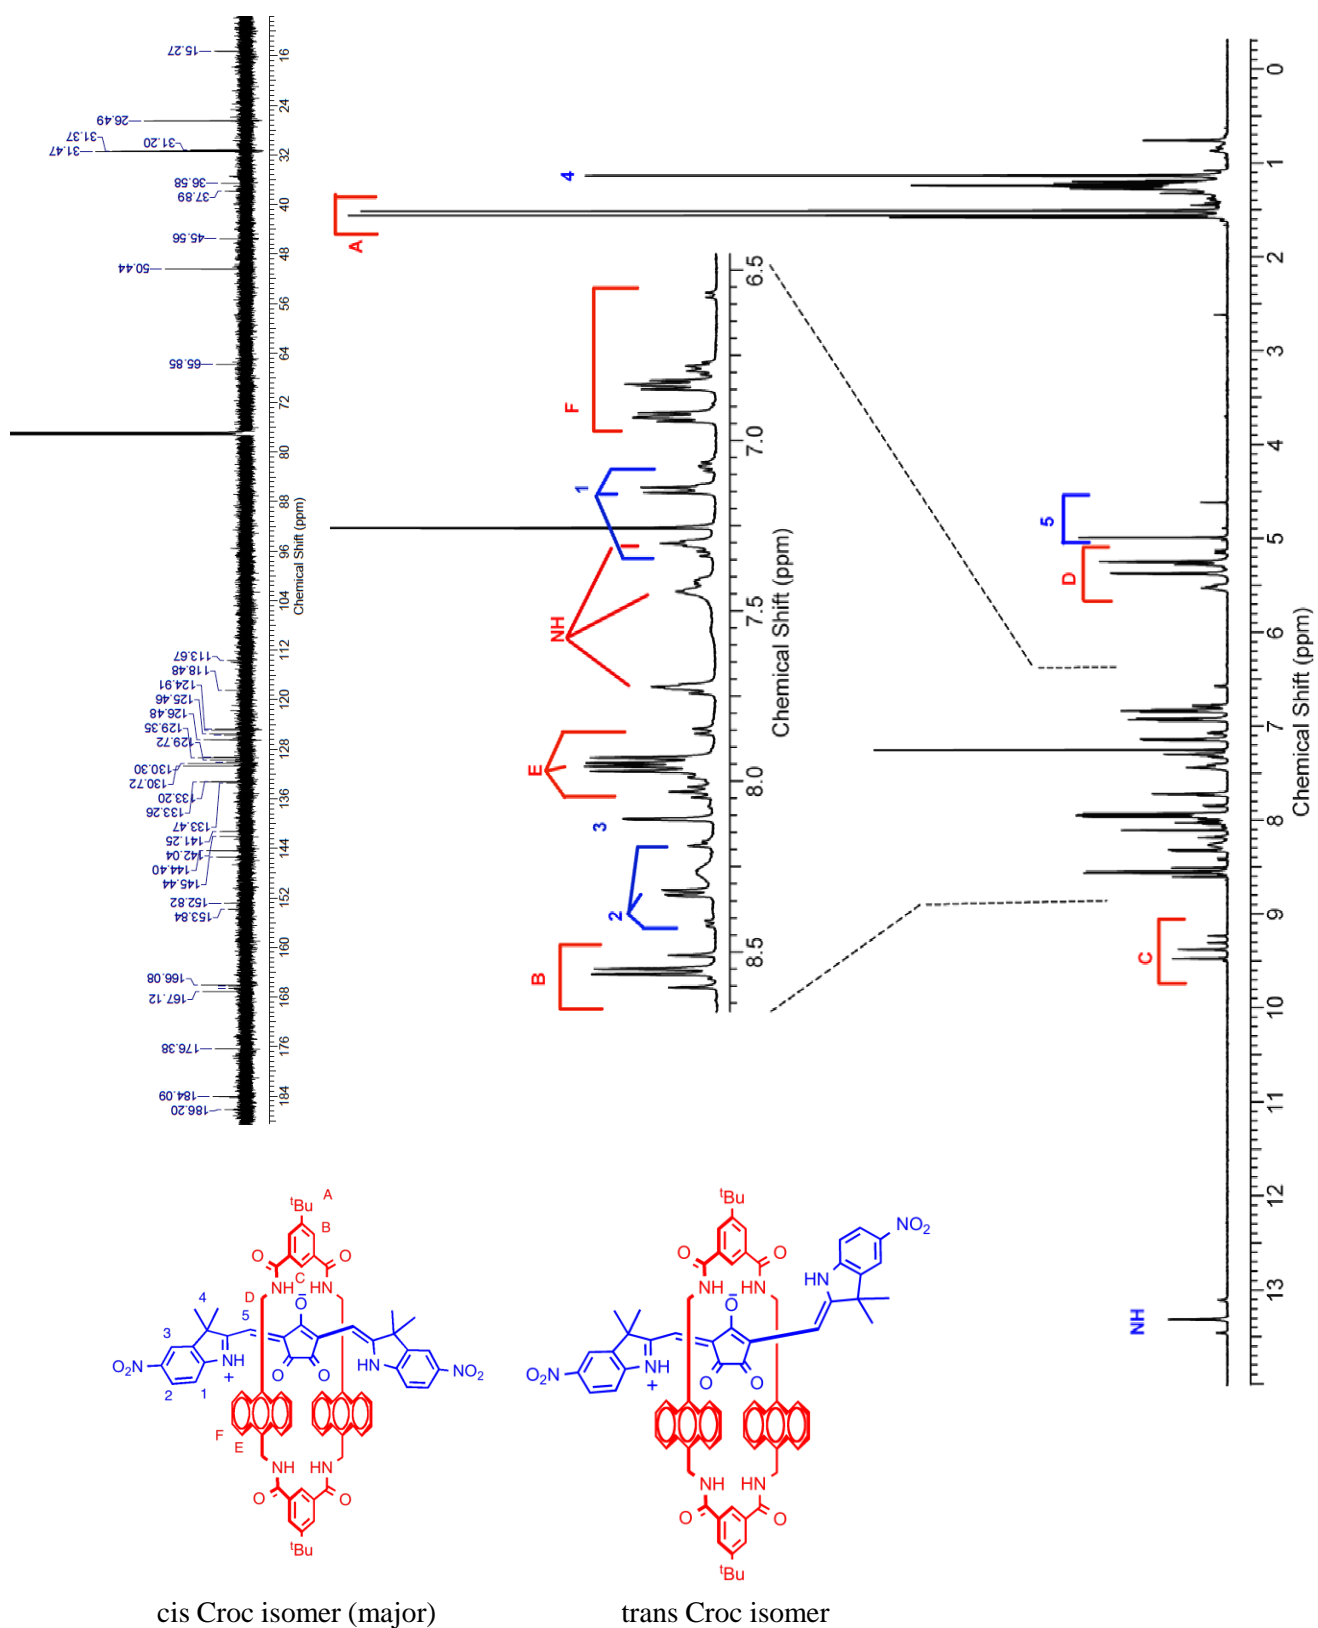 15.27
26.49
31.37
31.20
31.47
36.58
37.89
45.56
50.44
65.85
113.67
118.48
124.91
125.46
126.48
129.35
129.72
130.30
130.72
133.20
133.26
133.47
141.25
142.04
144.40
145.44
152.82
153.84
166.08
167.12
176.38
184.09
186.20
16
24
32
40
48
56
64
72
80
88
96
104
112
120
128
136
144
152
160
168
176
184
Chemical Shift (ppm)
A
4
F
1
NH
E
3
2
B
6.5
7.0
7.5
8.0
8.5
Chemical Shift (ppm)
5
D
C
NH
0
1
2
3
4
5
6
7
8
9
10
11
12
13
Chemical Shift (ppm)
tBu A
B
O O
C
NH HN
D
O-
4
5
3
O2N
NH
+
O O
HN
NO2
2
1
F
E
NH HN
O O
tBu
tBu
O O
NH HN
O-
HN
NO2
O2N
NH
+
O O
NH HN
O O
tBu
cis Croc isomer (major)
trans Croc isomer